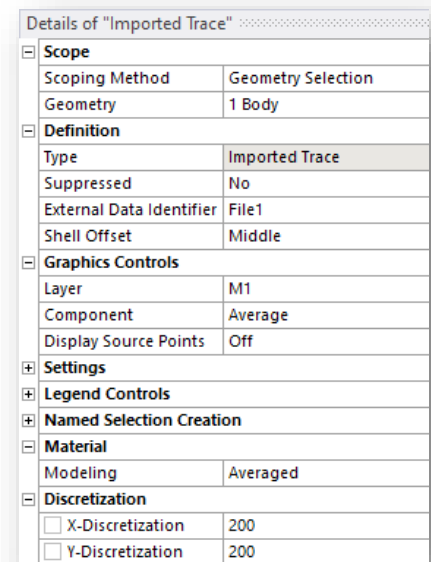 Details of "Imported Trace"
Scope
Scoping Method Geometry Selection
Geometry 1 Body
Definition
Type Imported Trace
Suppressed No
External Data Identifier File1
Shell Offset Middle
Graphics Controls
Layer M1
Component Average
Display Source Points Off
Settings
Legend Controls
Named Selection Creation
Material
Modeling Averaged
Discretization
X-Discretization 200
Y-Discretization 200